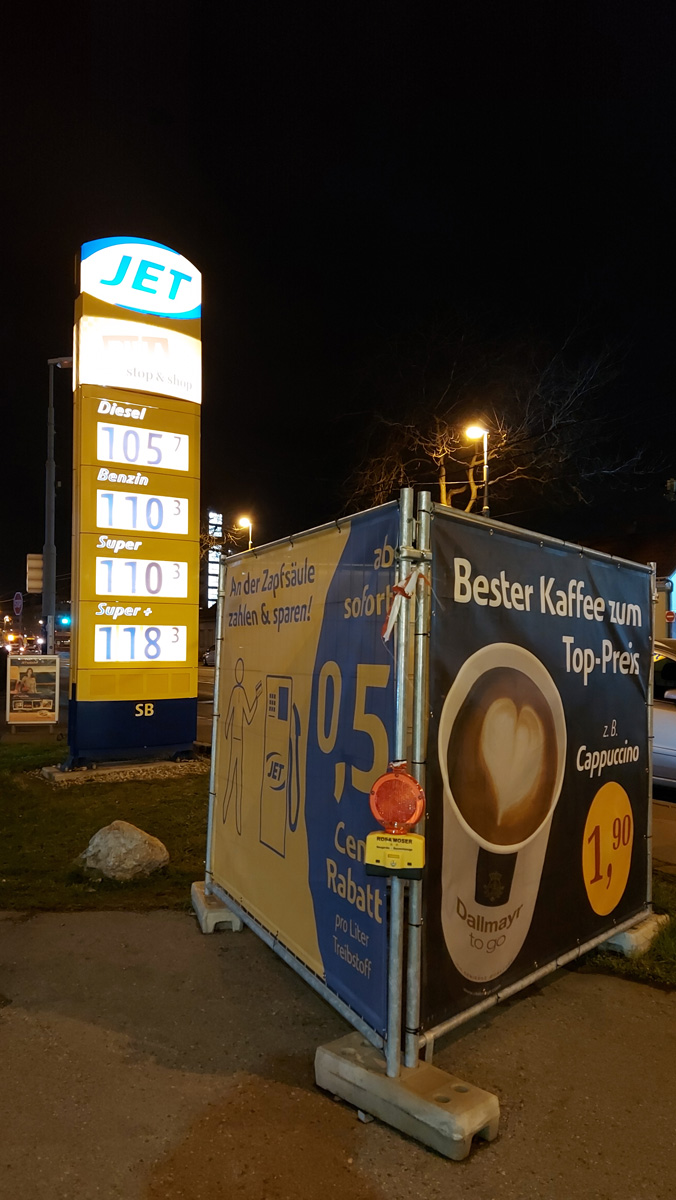 JET
stop & shop
Diesel
105 7
Benzin
110 3
Super
110 3
Super +
118 3
SB
An der Zapfsäule
zahlen & sparen!
ab
sofort
0,5
Cent
Rabatt
pro Liter
Treibstoff
JET
Bester Kaffee zum
Top-Preis
z. B.
Cappuccino
1,90
Dallmayr
to go